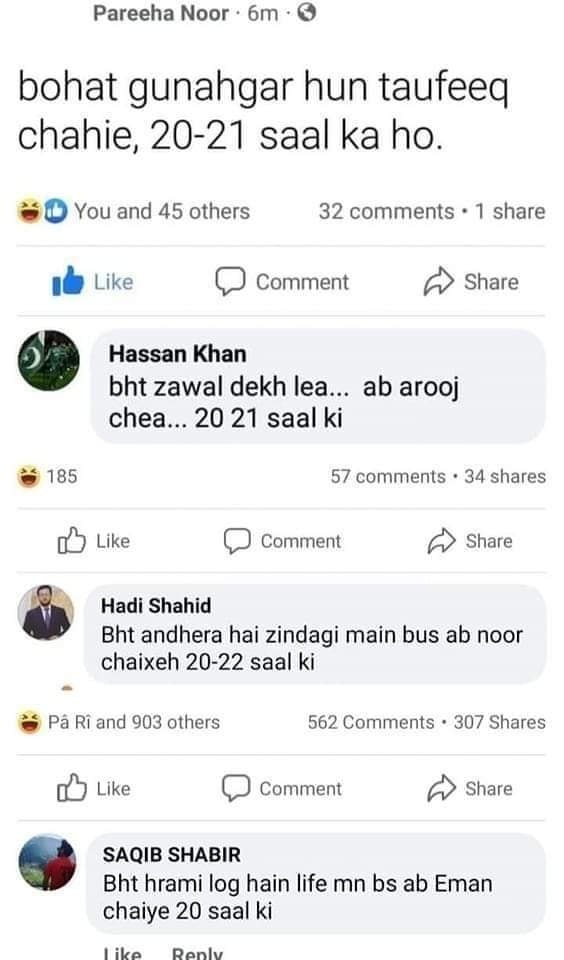 Pareeha Noor · 6m ·
bohat gunahgar hun taufeeq
chahie, 20-21 saal ka ho.
You and 45 others 32 comments • 1 share
Like Comment Share
Hassan Khan
bht zawal dekh lea... ab arooj
chea... 20 21 saal ki
185 57 comments • 34 shares
Like Comment Share
Hadi Shahid
Bht andhera hai zindagi main bus ab noor
chaixeh 20-22 saal ki
Pâ Rî and 903 others 562 Comments • 307 Shares
Like Comment Share
SAQIB SHABIR
Bht hrami log hain life mn bs ab Eman
chaiye 20 saal ki
Like Reply